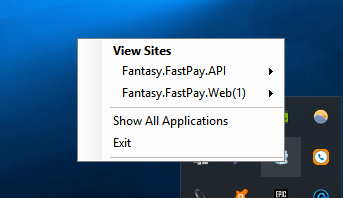 View Sites
Fantasy.FastPay.API
Fantasy.FastPay.Web(1)
Show All Applications
Exit
EPIC